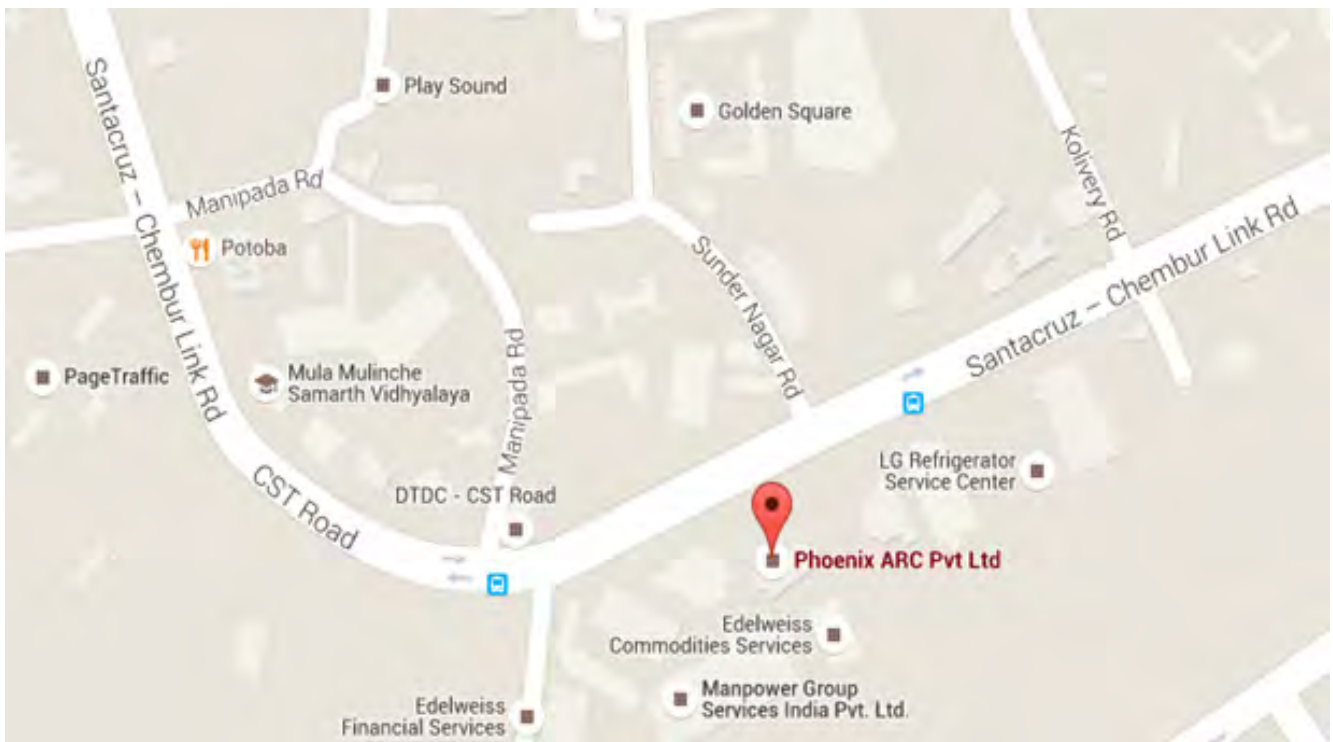 Santacruz – Chembur Link Rd
Play Sound
Golden Square
Kolivery Rd
Manipada Rd
Potoba
Santacruz – Chembur Link Rd
Sunder Nagar Rd
PageTraffic
Mula Mulinche
Samarth Vidhyalaya
Manipada Rd
CST Road
DTDC - CST Road
LG Refrigerator
Service Center
Phoenix ARC Pvt Ltd
Edelweiss
Commodities Services
Manpower Group
Services India Pvt. Ltd.
Edelweiss
Financial Services